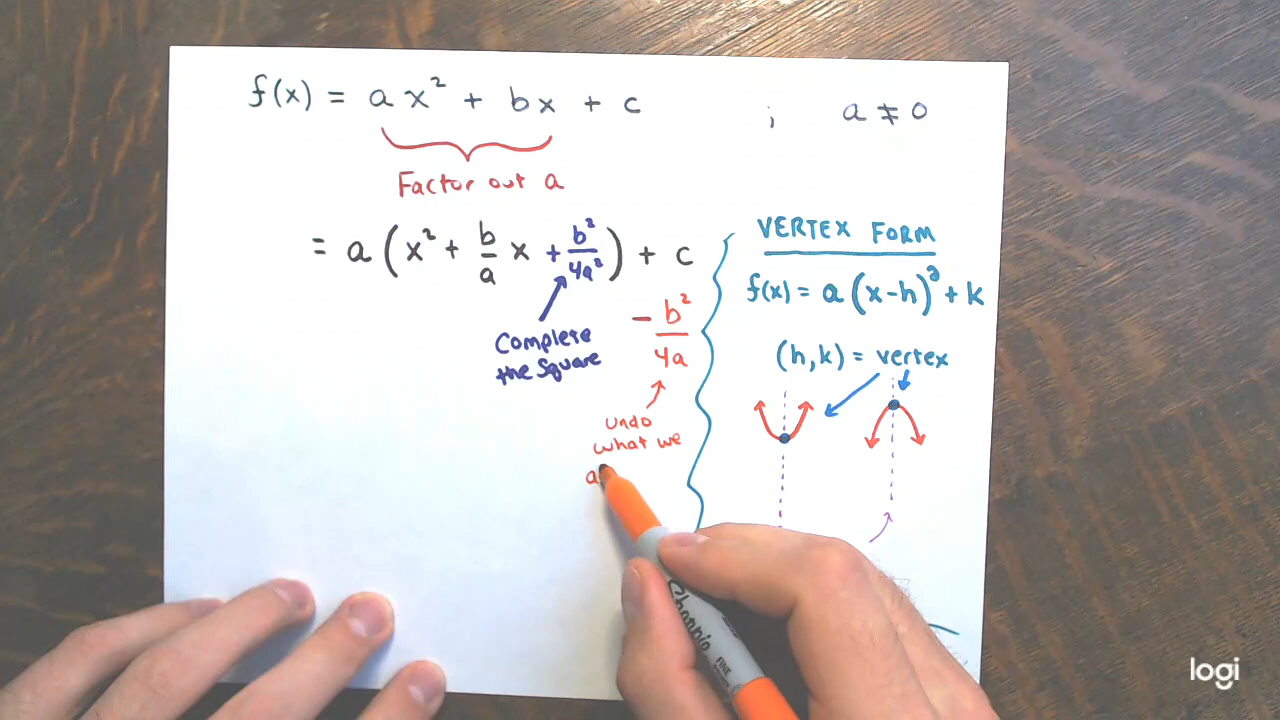 f(x) = ax² + bx + c ; a ≠ 0
Factor out a
= a(x² + b/a x + b²/4a²) + c
Complete
the Square
- b²/4a
undo
what we
VERTEX FORM
f(x) = a(x-h)² + k
(h,k) = vertex
Sharpie
FINE
logi